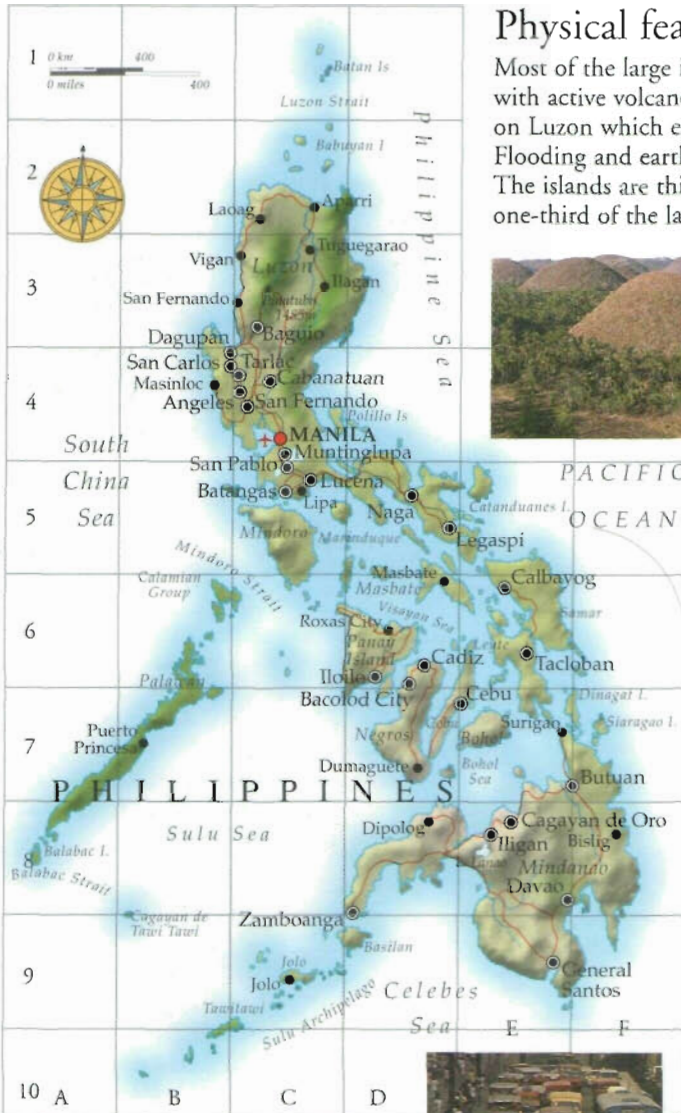 Physical fea
Most of the large i
with active volcan
on Luzon which e
Flooding and earth
The islands are thi
one-third of the la
1
0 km 400
0 miles 400
Batan Is
Luzon Strait
Philippine Sea
Babuyan I
2
Laoag
Aparri
Vigan
Tuguegarao
Luzon
3
Ilagan
San Fernando
Pinatubo
1485m
Baguio
Dagupan
San Carlos
Tarlac
Masinloc
Cabanatuan
4
Angeles
San Fernando
Polillo Is
MANILA
South
China
Sea
Muntinglupa
San Pablo
PACIFIC
OCEAN
Lucena
Batangas
Lipa
5
Naga
Catanduanes I.
Legaspi
Mindoro
Marinduque
Mindoro Strait
Calamian
Group
Masbate
Masbate
Calbayog
Visayan Sea
Samar
6
Roxas City
Panay
Island
Leyte
Cadiz
Tacloban
Iloilo
Bacolod City
Palawan
Cebu
Cebu
Dinagat I.
Siaragao I.
Surigao
Negros
Bohol
7
Puerto
Princesa
Bohol
Sea
Dumaguete
Butuan
PHILIPPINES
Sulu Sea
Dipolog
Cagayan de Oro
Iligan
Bislig
8
Balabac I.
Balabac Strait
L. Lanao
Mindanao
Davao
Cagayan de
Tawi Tawi
Zamboanga
Basilan
9
Jolo
Jolo
General
Santos
Celebes
Sea
Tawitawi
Sulu Archipelago
E F
10 A B C D